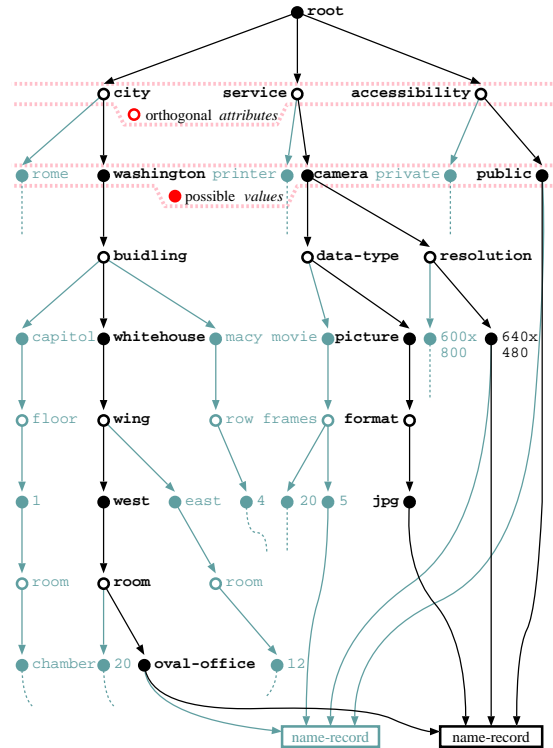 root
city service accessibility
orthogonal attributes
rome washington printer camera private public
possible values
buidling data-type resolution
capitol whitehouse macy movie picture 600x 640x
800 480
floor wing row frames format
1 west east 4 20 5 jpg
room room room
chamber 20 oval-office 12
name-record name-record